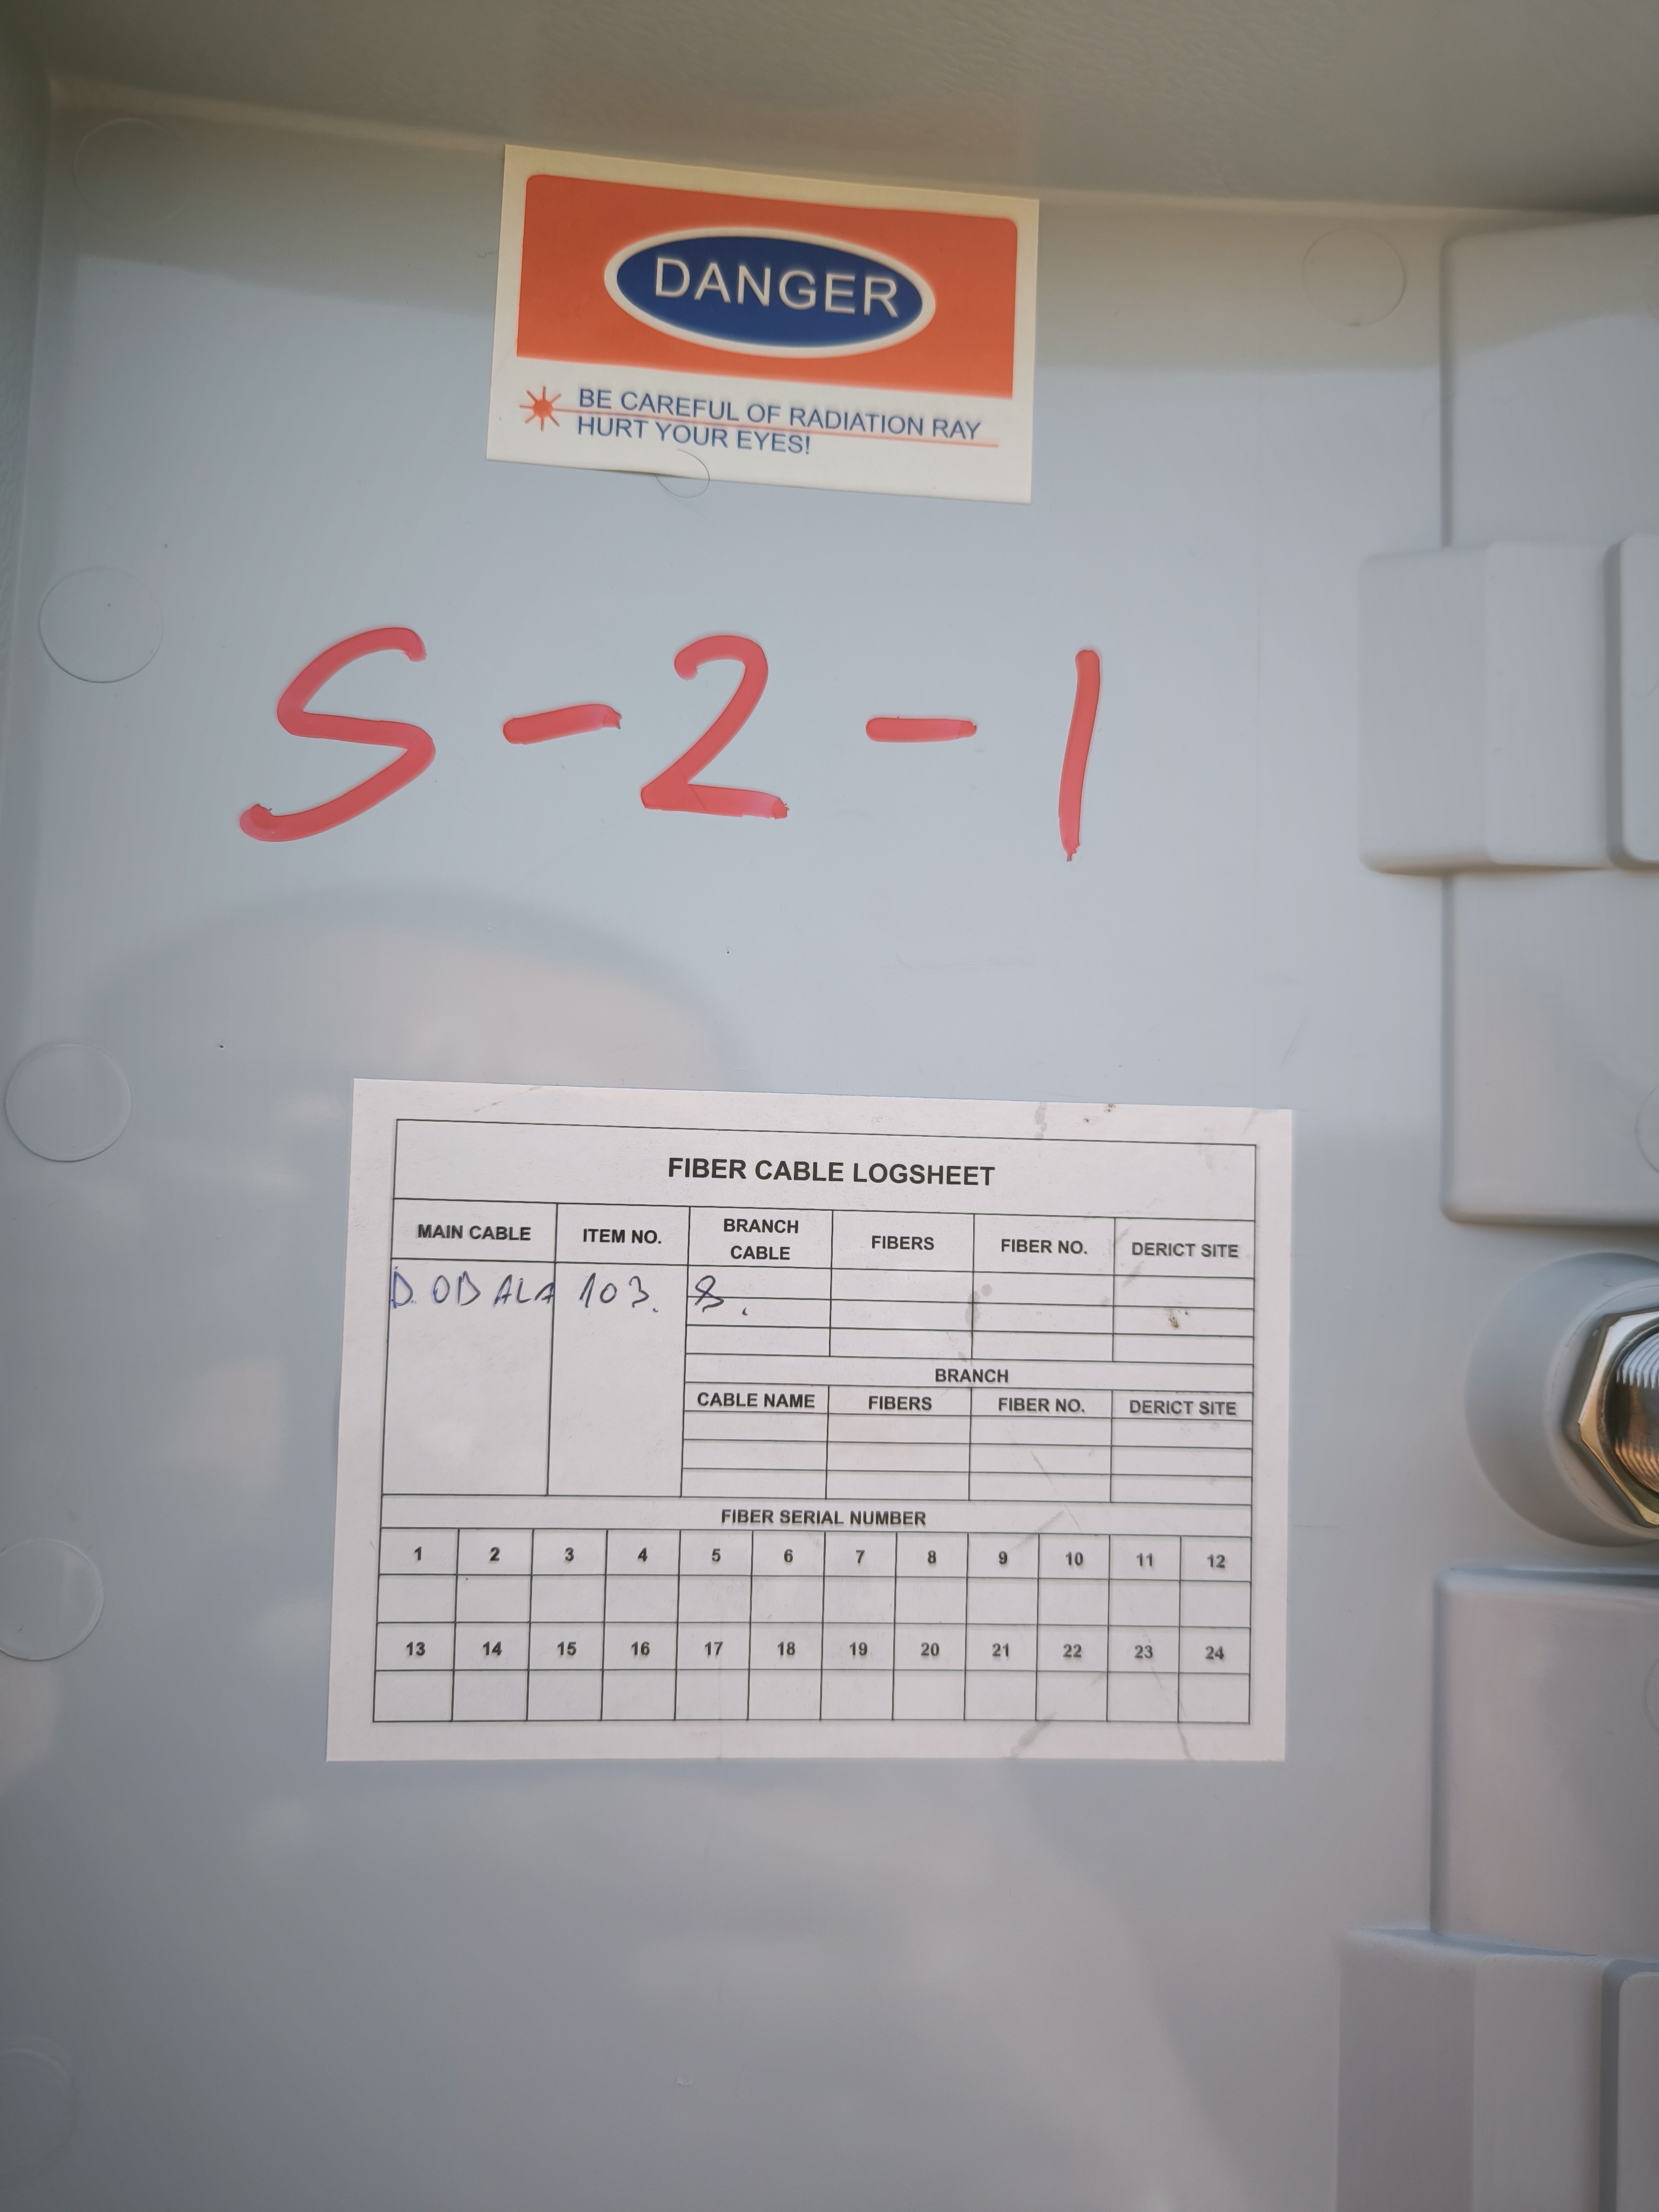 DANGER
BE CAREFUL OF RADIATION RAY
HURT YOUR EYES!
S-2-1
FIBER CABLE LOGSHEET
MAIN CABLE ITEM NO. BRANCH CABLE FIBERS FIBER NO. DERICT SITE
D. OBALA 103. 8.
BRANCH
CABLE NAME FIBERS FIBER NO. DERICT SITE
FIBER SERIAL NUMBER
1 2 3 4 5 6 7 8 9 10 11 12
13 14 15 16 17 18 19 20 21 22 23 24